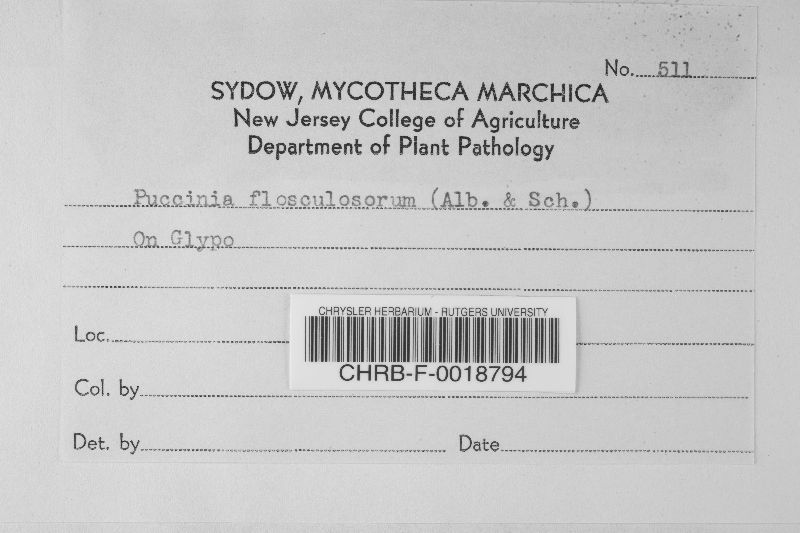 No. 511
SYDOW, MYCOTHECA MARCHICA
New Jersey College of Agriculture
Department of Plant Pathology
Puccinia flosculosorum (Alb. & Sch.)
On Glypo
CHRYSLER HERBARIUM - RUTGERS UNIVERSITY
CHRB-F-0018794
Loc.
Col. by
Det. by Date